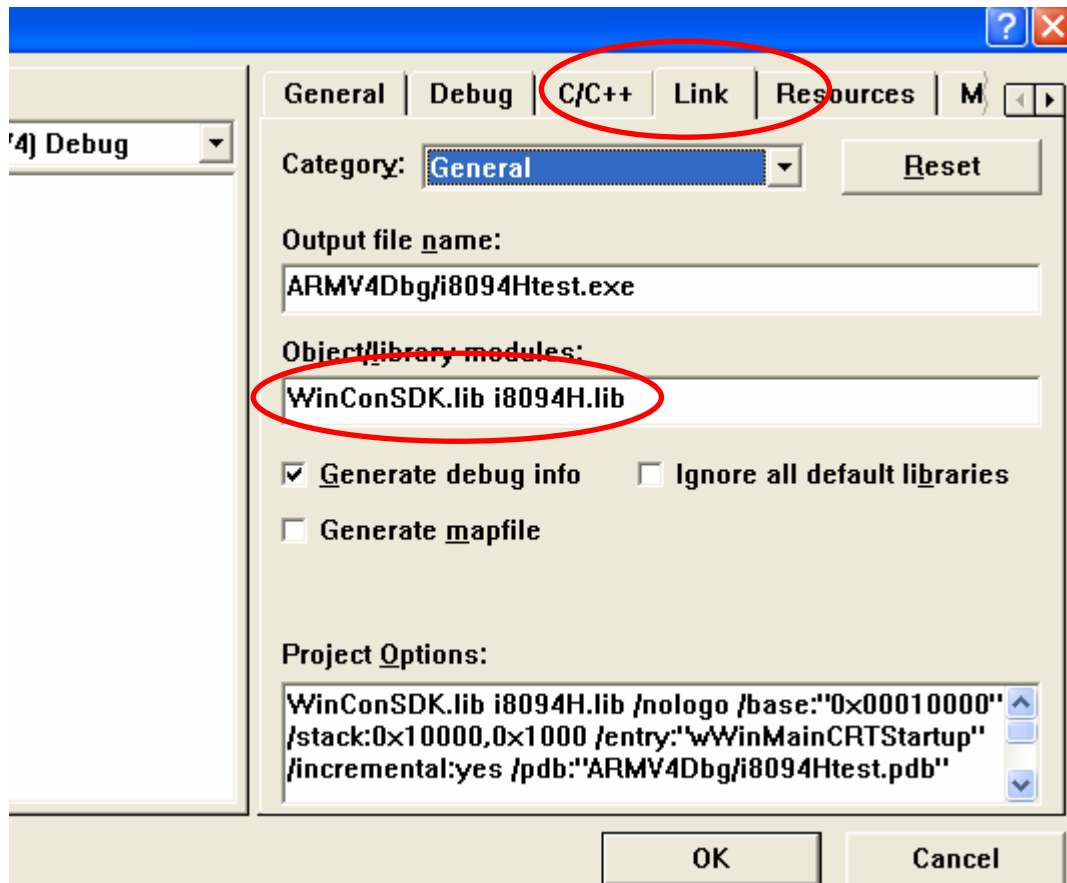 General Debug C/C++ Link Resources M
'4) Debug
Category: General Reset
Output file name:
ARMV4Dbg/i8094Htest.exe
Object/library modules:
WinConSDK.lib i8094H.lib
Generate debug info Ignore all default libraries
Generate mapfile
Project Options:
WinConSDK.lib i8094H.lib /nologo /base:"0x00010000"
/stack:0x10000,0x1000 /entry:"wWinMainCRTStartup"
/incremental:yes /pdb:"ARMV4Dbg/i8094Htest.pdb"
OK Cancel